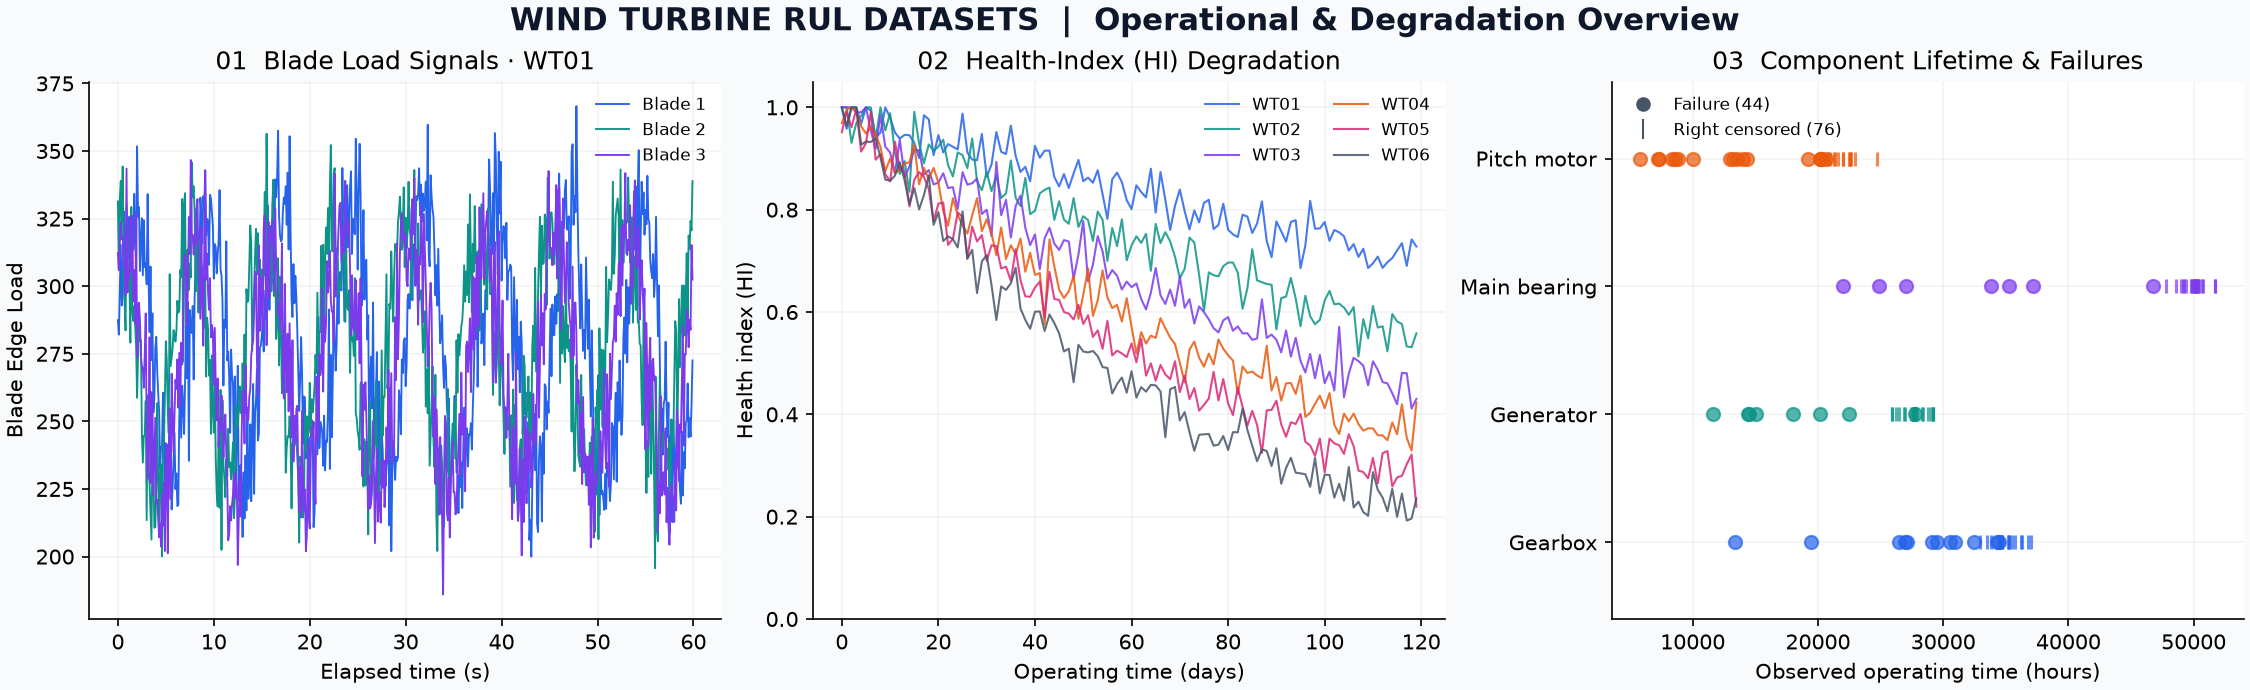 WIND TURBINE RUL DATASETS | Operational & Degradation Overview
01 Blade Load Signals · WT01
Blade Edge Load
375
350
325
300
275
250
225
200
Blade 1
Blade 2
Blade 3
0 10 20 30 40 50 60
Elapsed time (s)
02 Health-Index (HI) Degradation
Health index (HI)
1.0
0.8
0.6
0.4
0.2
0.0
WT01 WT04
WT02 WT05
WT03 WT06
0 20 40 60 80 100 120
Operating time (days)
03 Component Lifetime & Failures
Failure (44)
Right censored (76)
Pitch motor
Main bearing
Generator
Gearbox
10000 20000 30000 40000 50000
Observed operating time (hours)